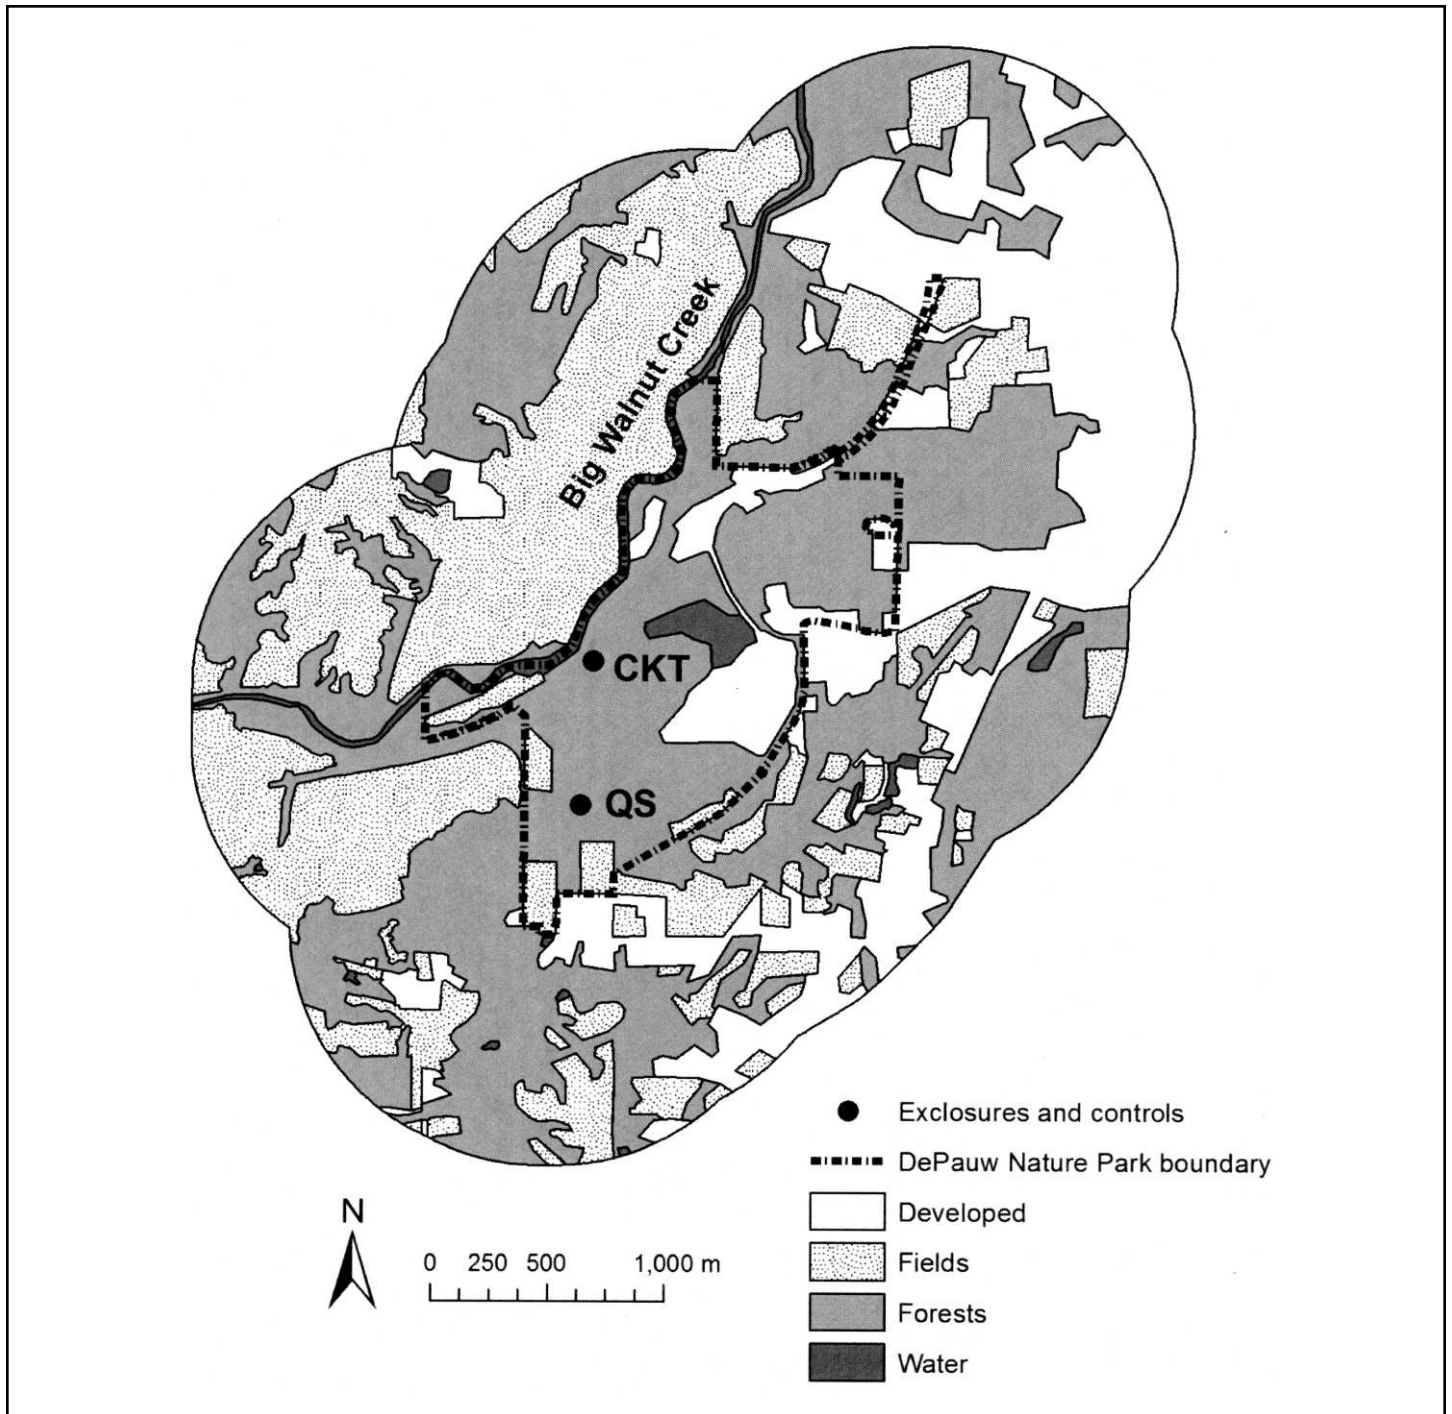 Big Walnut Creek
CKT
QS
Exclosures and controls
DePauw Nature Park boundary
Developed
Fields
Forests
Water
N
0 250 500 1,000 m